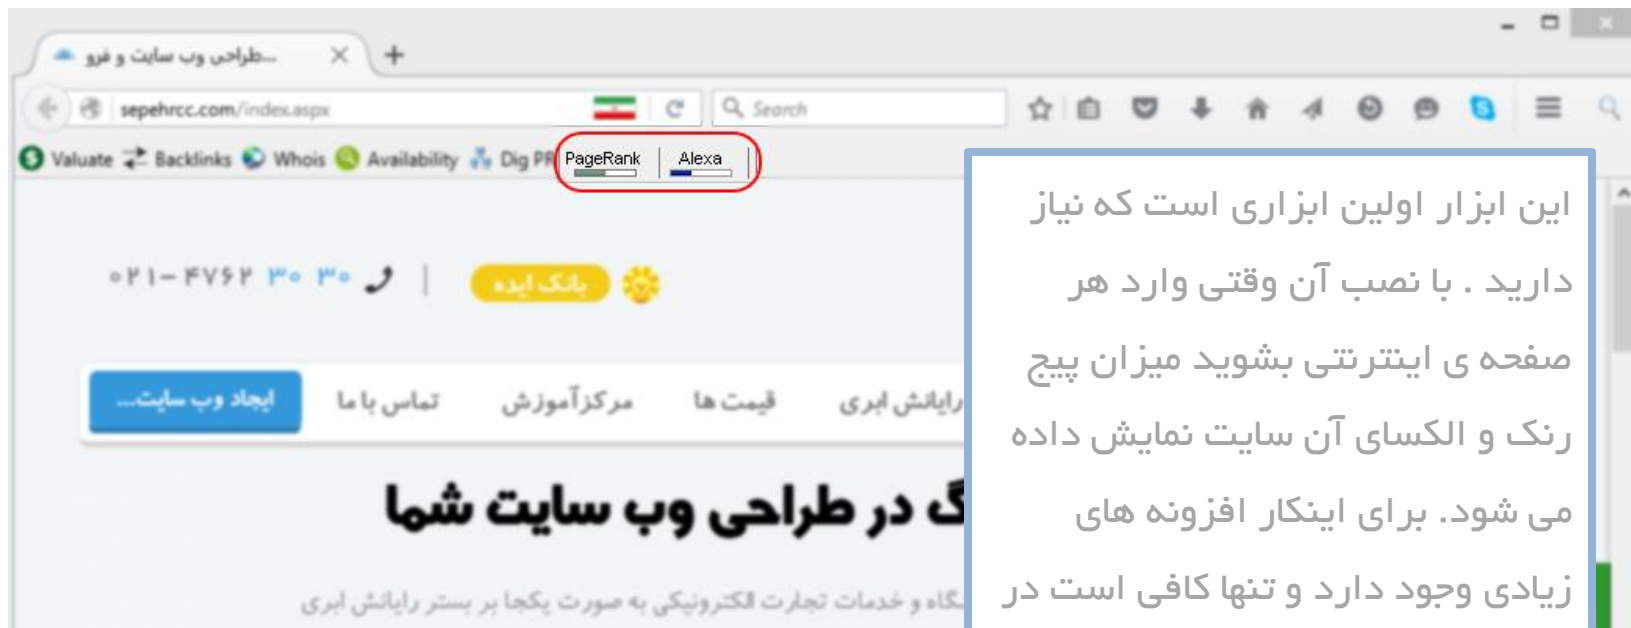 طراحی وب سایت و فرو...
sepehrcc.com/index.aspx
Search
Valuate Backlinks Whois Availability Dig PR PageRank Alexa
۰۲۱-۴۷۶۲ ۳۰ ۳۰
بانک ایده
رایانش ابری
قیمت ها
مرکز آموزش
تماس با ما
ایجاد وب سایت...
گ در طراحی وب سایت شما
گاه و خدمات تجارت الکترونیکی به صورت یکجا بر بستر رایانش ابری
این ابزار اولین ابزاری است که نیاز
دارید . با نصب آن وقتی وارد هر
صفحه ی اینترنتی بشوید میزان پیج
رنک و الکسای آن سایت نمایش داده
می شود. برای اینکار افزونه های
زیادی وجود دارد و تنها کافی است در